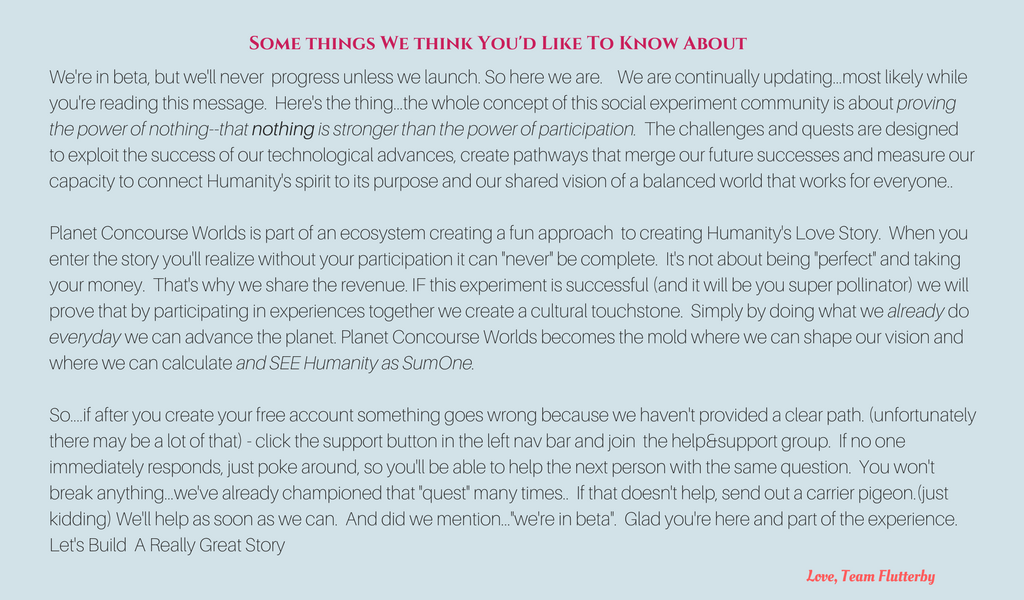 Some things We think You'd Like To Know About
We're in beta, but we'll never  progress unless we launch. So here we are.    We are continually updating...most likely while
you're reading this message.  Here's the thing...the whole concept of this social experiment community is about proving
the power of nothing--that nothing is stronger than the power of participation.  The challenges and quests are designed
to exploit the success of our technological advances, create pathways that merge our future successes and measure our
capacity to connect Humanity's spirit to its purpose and our shared vision of a balanced world that works for everyone..
Planet Concourse Worlds is part of an ecosystem creating a fun approach  to creating Humanity's Love Story.  When you
enter the story you'll realize without your participation it can "never" be complete.  It's not about being "perfect" and taking
your money.  That's why we share the revenue. IF this experiment is successful (and it will be you super pollinator) we will
prove that by participating in experiences together we create a cultural touchstone.  Simply by doing what we already do
everyday we can advance the planet. Planet Concourse Worlds becomes the mold where we can shape our vision and
where we can calculate and SEE Humanity as SumOne.
So....if after you create your free account something goes wrong because we haven't provided a clear path. (unfortunately
there may be a lot of that) - click the support button in the left nav bar and join  the help&support group.  If no one
immediately responds, just poke around, so you'll be able to help the next person with the same question.  You won't
break anything...we've already championed that "quest" many times..  If that doesn't help, send out a carrier pigeon.(just
kidding) We'll help as soon as we can.  And did we mention..."we're in beta".  Glad you're here and part of the experience.
Let's Build  A Really Great Story
Love, Team Flutterby